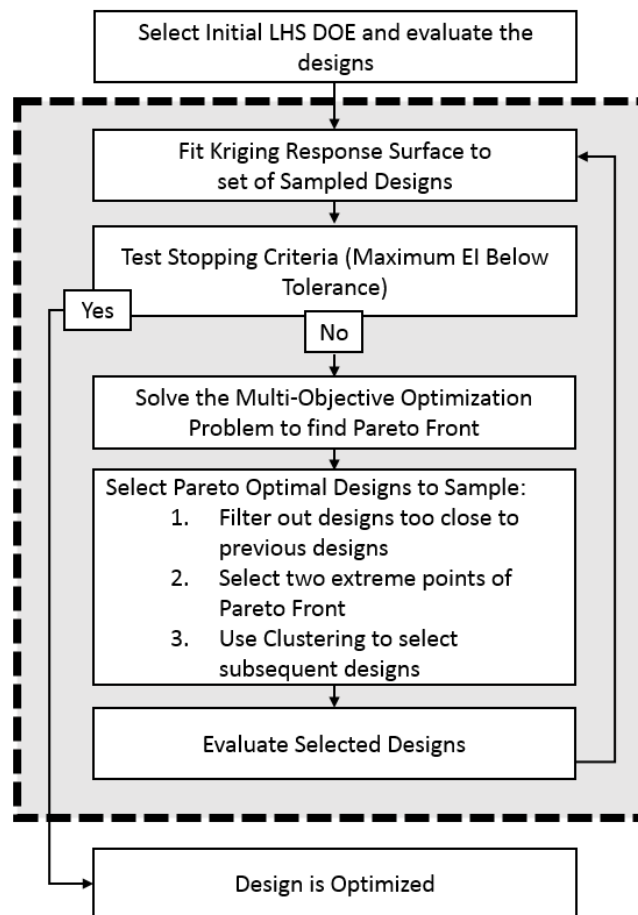 Select Initial LHS DOE and evaluate the
designs
Fit Kriging Response Surface to
set of Sampled Designs
Test Stopping Criteria (Maximum EI Below
Tolerance)
Yes
No
Solve the Multi-Objective Optimization
Problem to find Pareto Front
Select Pareto Optimal Designs to Sample:
1. Filter out designs too close to
previous designs
2. Select two extreme points of
Pareto Front
3. Use Clustering to select
subsequent designs
Evaluate Selected Designs
Design is Optimized